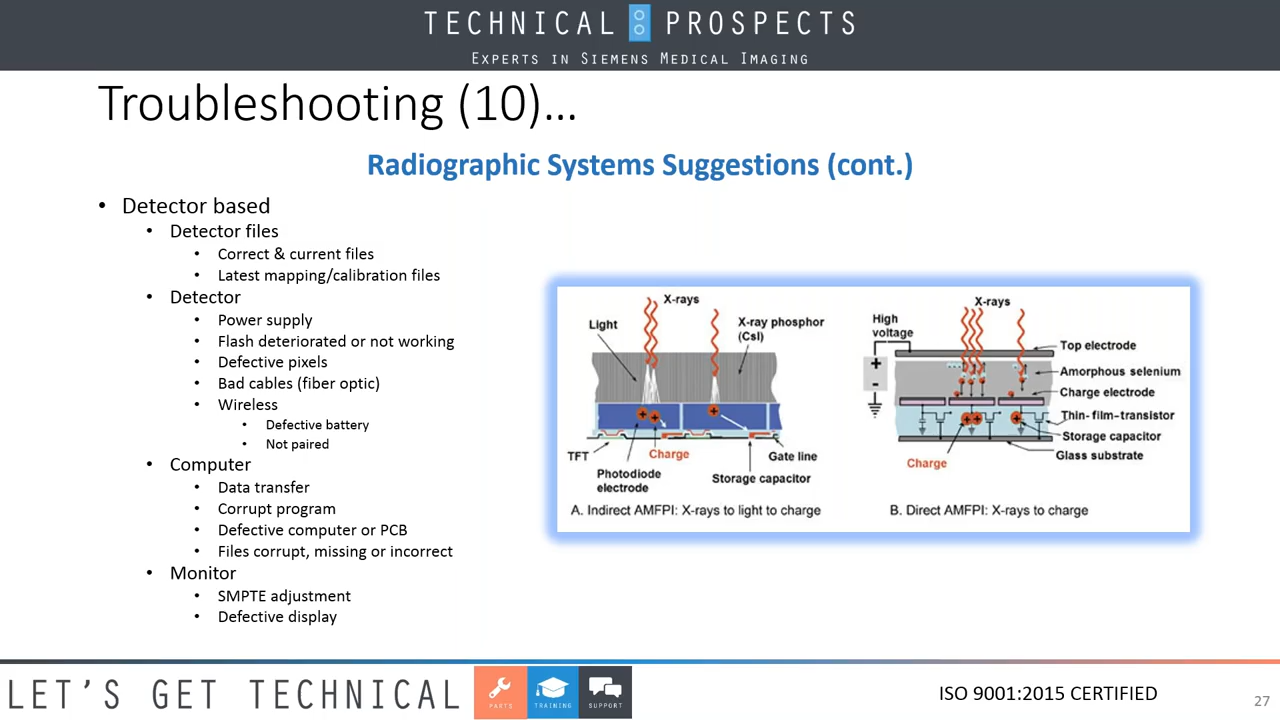 TECHNICAL PROSPECTS
EXPERTS IN SIEMENS MEDICAL IMAGING
Troubleshooting (10)...
Radiographic Systems Suggestions (cont.)
• Detector based
• Detector files
• Correct & current files
• Latest mapping/calibration files
• Detector
• Power supply
• Flash deteriorated or not working
• Defective pixels
• Bad cables (fiber optic)
• Wireless
• Defective battery
• Not paired
• Computer
• Data transfer
• Corrupt program
• Defective computer or PCB
• Files corrupt, missing or incorrect
• Monitor
• SMPTE adjustment
• Defective display
X-rays
Light
X-ray phosphor
(CsI)
TFT
Charge
Gate line
Photodiode
electrode
Storage capacitor
A. Indirect AMFPI: X-rays to light to charge
X-rays
High
voltage
+
-
Top electrode
Amorphous selenium
Charge electrode
Thin-film-transistor
Storage capacitor
Glass substrate
Charge
B. Direct AMFPI: X-rays to charge
LET'S GET TECHNICAL
PARTS
TRAINING
SUPPORT
ISO 9001:2015 CERTIFIED
27